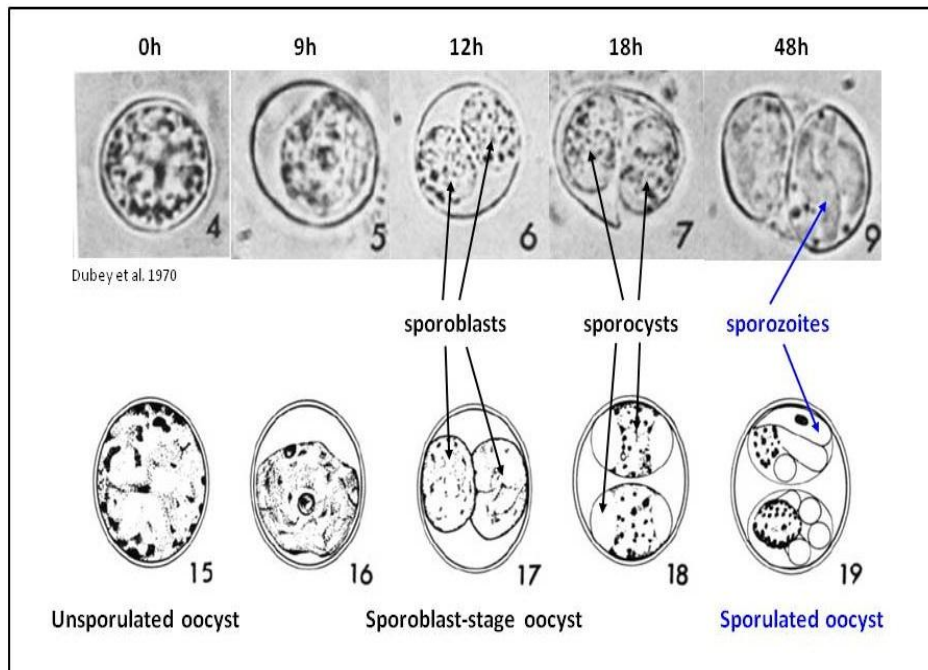 0h 9h 12h 18h 48h
4 5 6 7 9
Dubey et al. 1970
sporoblasts sporocysts sporozoites
15 16 17 18 19
Unsporulated oocyst Sporoblast-stage oocyst Sporulated oocyst